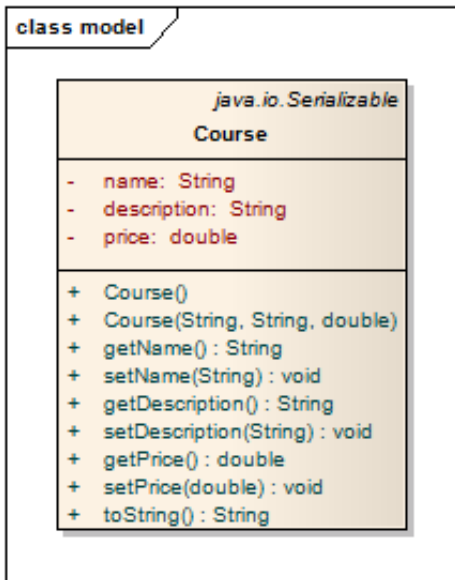 class model
java.io.Serializable
Course
- name: String
- description: String
- price: double
+ Course()
+ Course(String, String, double)
+ getName() : String
+ setName(String) : void
+ getDescription() : String
+ setDescription(String) : void
+ getPrice() : double
+ setPrice(double) : void
+ toString() : String